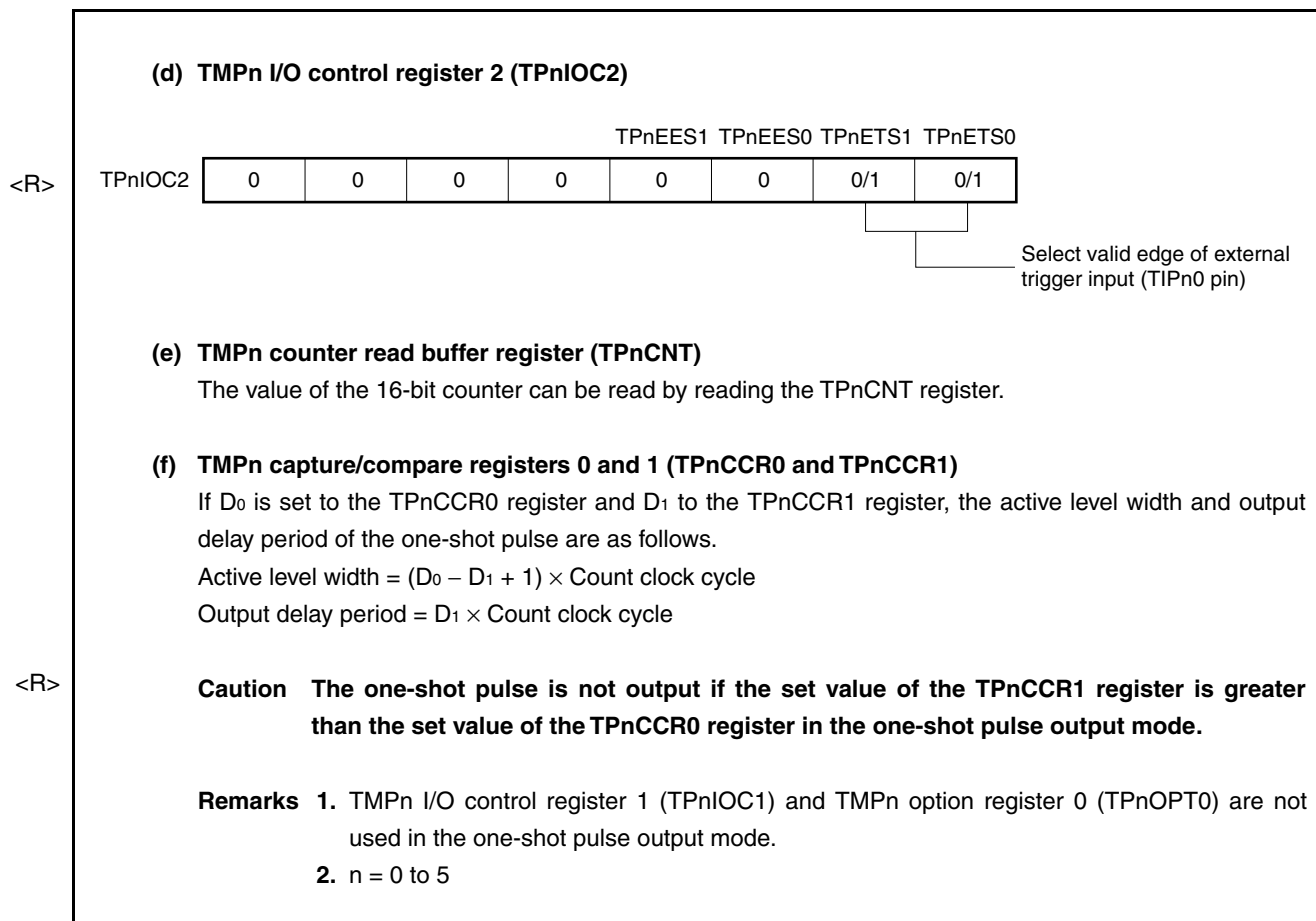 (d) TMPn I/O control register 2 (TPnIOC2)
TPnEES1 TPnEES0 TPnETS1 TPnETS0
<R> TPnIOC2 0 0 0 0 0 0 0/1 0/1
Select valid edge of external
trigger input (TIPn0 pin)
(e) TMPn counter read buffer register (TPnCNT)
The value of the 16-bit counter can be read by reading the TPnCNT register.
(f) TMPn capture/compare registers 0 and 1 (TPnCCR0 and TPnCCR1)
If D0 is set to the TPnCCR0 register and D1 to the TPnCCR1 register, the active level width and output
delay period of the one-shot pulse are as follows.
Active level width = (D0 − D1 + 1) × Count clock cycle
Output delay period = D1 × Count clock cycle
<R> Caution The one-shot pulse is not output if the set value of the TPnCCR1 register is greater
than the set value of the TPnCCR0 register in the one-shot pulse output mode.
Remarks 1. TMPn I/O control register 1 (TPnIOC1) and TMPn option register 0 (TPnOPT0) are not
used in the one-shot pulse output mode.
2. n = 0 to 5